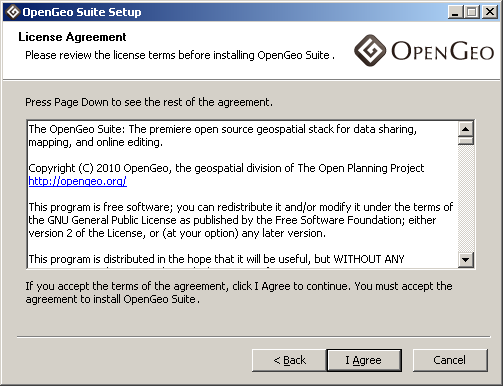 OpenGeo Suite Setup
License Agreement
Please review the license terms before installing OpenGeo Suite .
OPENGEO
Press Page Down to see the rest of the agreement.
The OpenGeo Suite: The premiere open source geospatial stack for data sharing,
mapping, and online editing.
Copyright (C) 2010 OpenGeo, the geospatial division of The Open Planning Project
http://opengeo.org/
This program is free software; you can redistribute it and/or modify it under the terms of
the GNU General Public License as published by the Free Software Foundation; either
version 2 of the License, or (at your option) any later version.
This program is distributed in the hope that it will be useful, but WITHOUT ANY
If you accept the terms of the agreement, click I Agree to continue. You must accept the
agreement to install OpenGeo Suite .
< Back
I Agree
Cancel